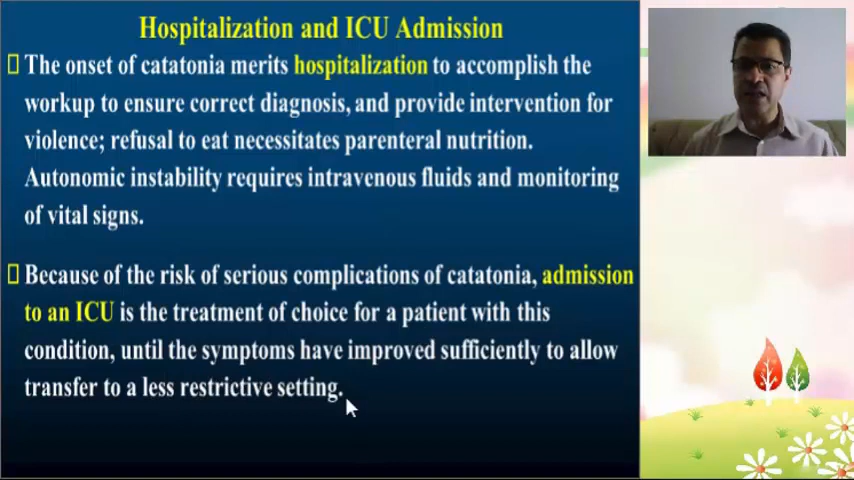 Hospitalization and ICU Admission
The onset of catatonia merits hospitalization to accomplish the
workup to ensure correct diagnosis, and provide intervention for
violence; refusal to eat necessitates parenteral nutrition.
Autonomic instability requires intravenous fluids and monitoring
of vital signs.
Because of the risk of serious complications of catatonia, admission
to an ICU is the treatment of choice for a patient with this
condition, until the symptoms have improved sufficiently to allow
transfer to a less restrictive setting.